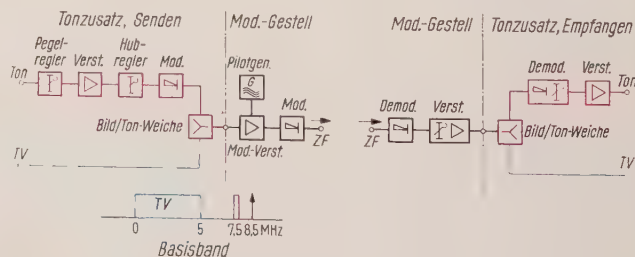 Tonzusatz, Senden
Mod.-Gestell
Mod.-Gestell
Tonzusatz, Empfangen
Pegel-
regler
Verst.
Hub-
regler
Mod.
Ton
Pilotgen.
G
Mod.
Bild/Ton-Weiche
Mod.-Verst.
ZF
TV
Demod.
Verst.
ZF
Demod.
Verst.
Ton
Bild/Ton-Weiche
TV
TV
0
5
7,5
8,5 MHz
Basisband